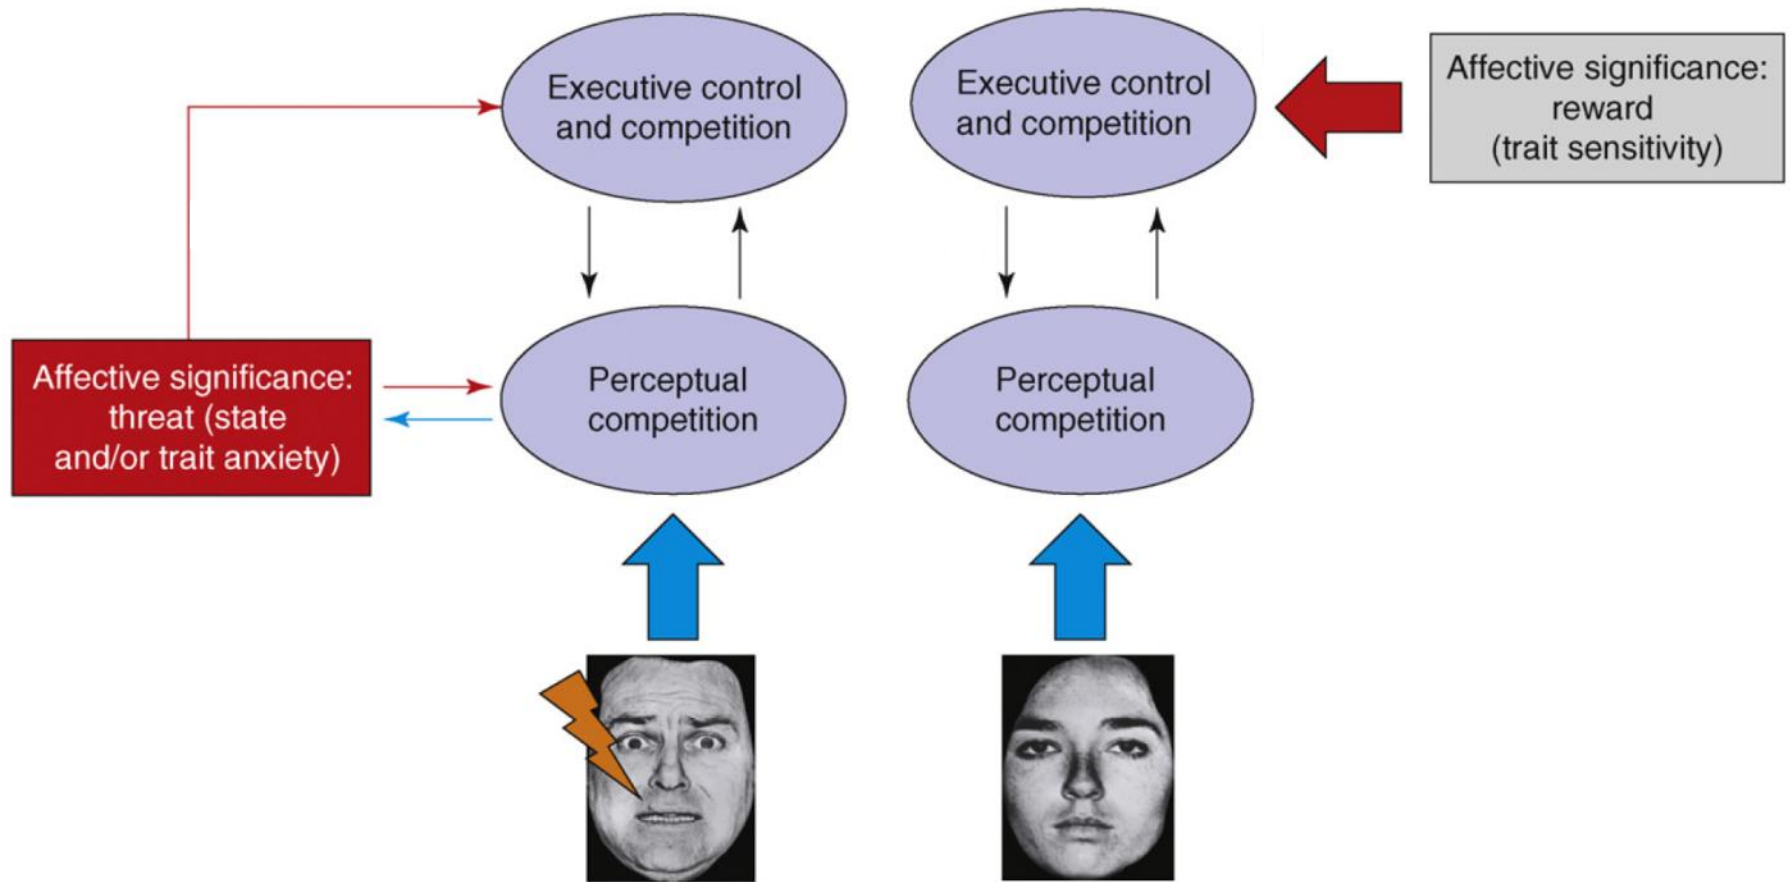 Executive control
and competition
Executive control
and competition
Affective significance:
reward
(trait sensitivity)
Affective significance:
threat (state
and/or trait anxiety)
Perceptual
competition
Perceptual
competition